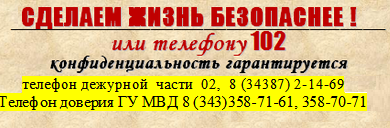 СДЕЛАЕМ ЖИЗНЬ БЕЗОПАСНЕЕ !
или телефону 102
конфиденциальность гарантируется
телефон дежурной части 02, 8 (34387) 2-14-69
Телефон доверия ГУ МВД 8 (343)358-71-61, 358-70-71